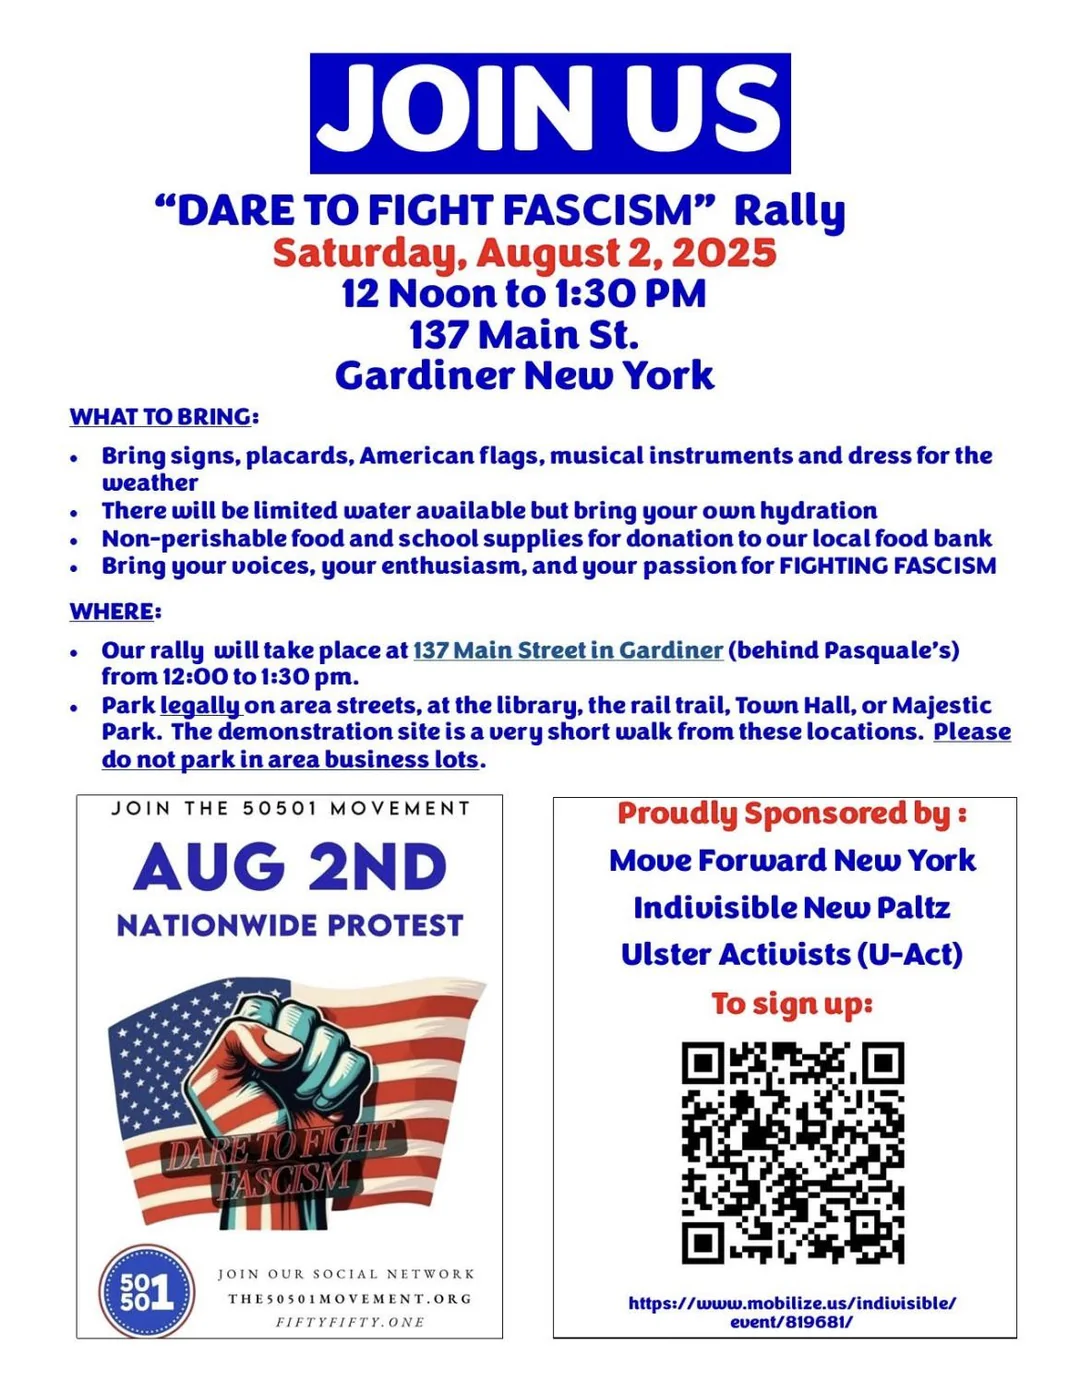 JOIN US
“DARE TO FIGHT FASCISM” Rally
Saturday, August 2, 2025
12 Noon to 1:30 PM
137 Main St.
Gardiner New York
WHAT TO BRING:
• Bring signs, placards, American flags, musical instruments and dress for the
weather
• There will be limited water available but bring your own hydration
• Non-perishable food and school supplies for donation to our local food bank
• Bring your voices, your enthusiasm, and your passion for FIGHTING FASCISM
WHERE:
• Our rally will take place at 137 Main Street in Gardiner (behind Pasquale’s)
from 12:00 to 1:30 pm.
• Park legally on area streets, at the library, the rail trail, Town Hall, or Majestic
Park. The demonstration site is a very short walk from these locations. Please
do not park in area business lots.
JOIN THE 50501 MOVEMENT
AUG 2ND
NATIONWIDE PROTEST
DARE TO FIGHT
FASCISM
50
50
1
JOIN OUR SOCIAL NETWORK
THE50501MOVEMENT.ORG
FIFTYFIFTY.ONE
Proudly Sponsored by :
Move Forward New York
Indivisible New Paltz
Ulster Activists (U-Act)
To sign up:
https://www.mobilize.us/indivisible/
event/819681/